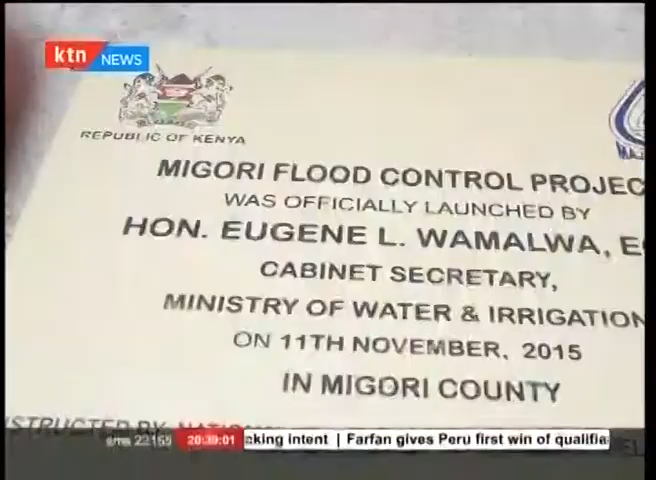 ktn NEWS
REPUBLIC OF KENYA
MIGORI FLOOD CONTROL PROJEC
WAS OFFICIALLY LAUNCHED BY
HON. EUGENE L. WAMALWA, E
CABINET SECRETARY,
MINISTRY OF WATER & IRRIGATION
ON 11TH NOVEMBER, 2015
IN MIGORI COUNTY
STRUCTED BY
20:39:01 cking intent | Farfan gives Peru first win of qualifia